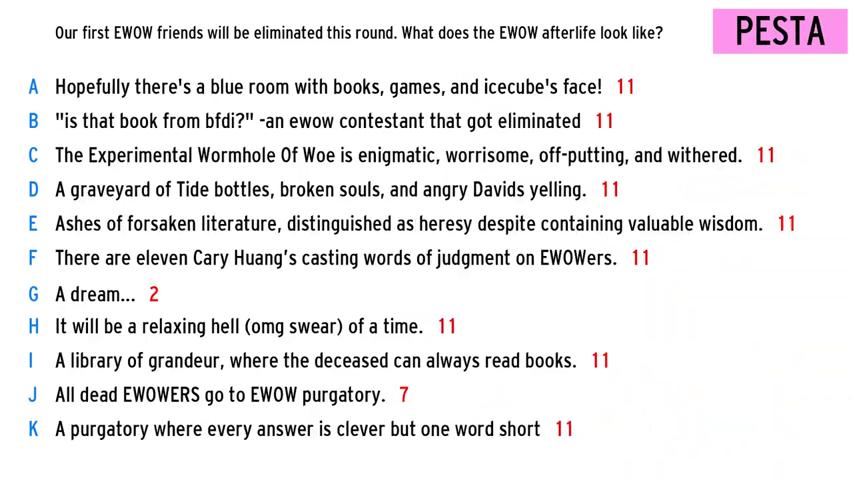 Our first EWOW friends will be eliminated this round. What does the EWOW afterlife look like?
PESTA
A Hopefully there's a blue room with books, games, and icecube's face! 11
B "is that book from bfdi?" -an ewow contestant that got eliminated 11
C The Experimental Wormhole Of Woe is enigmatic, worrisome, off-putting, and withered. 11
D A graveyard of Tide bottles, broken souls, and angry Davids yelling. 11
E Ashes of forsaken literature, distinguished as heresy despite containing valuable wisdom. 11
F There are eleven Cary Huang’s casting words of judgment on EWOWers. 11
G A dream... 2
H It will be a relaxing hell (omg swear) of a time. 11
I A library of grandeur, where the deceased can always read books. 11
J All dead EWOWERS go to EWOW purgatory. 7
K A purgatory where every answer is clever but one word short 11